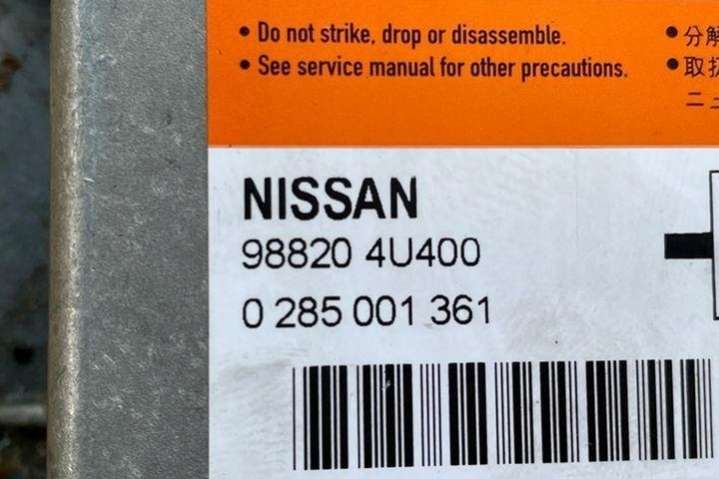 • Do not strike, drop or disassemble.
• See service manual for other precautions.
• 分解
• 取扱
ニュ
NISSAN
98820 4U400
0 285 001 361